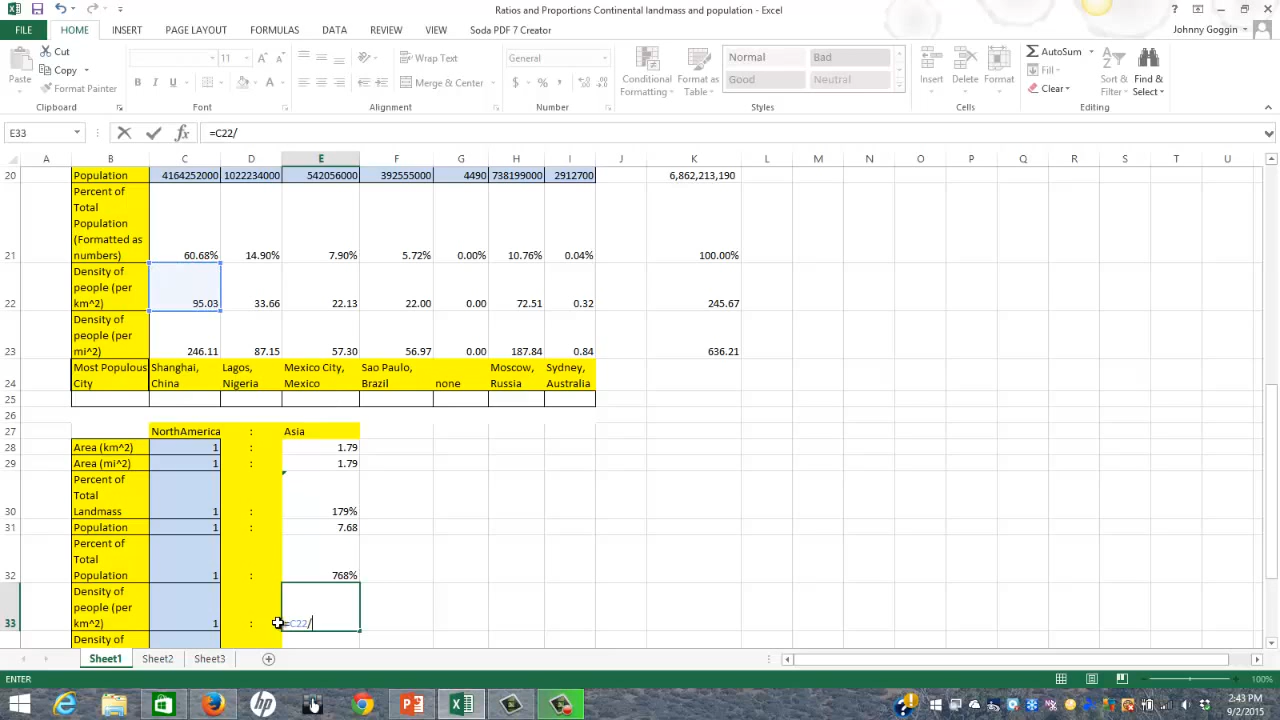 Ratios and Proportions Continental landmass and population - Excel
FILE HOME INSERT PAGE LAYOUT FORMULAS DATA REVIEW VIEW Soda PDF 7 Creator Johnny Goggin
Cut
Copy
Format Painter
Paste
Clipboard
11
B I U
Font
Wrap Text
Merge & Center
Alignment
General
$ % ,
Number
Conditional Formatting
Format as Table
Normal Bad
Good Neutral
Styles
Insert Delete Format
Cells
AutoSum
Fill
Clear
Sort & Filter
Find & Select
Editing
E33 fx =C22/
A B C D E F G H I J K L M N O P Q R S T U
20 Population 4164252000 1022234000 542056000 392555000 4490 738199000 2912700 6,862,213,190
Percent of
Total
Population
(Formatted as
21 numbers) 60.68% 14.90% 7.90% 5.72% 0.00% 10.76% 0.04% 100.00%
Density of
people (per
22 km^2) 95.03 33.66 22.13 22.00 0.00 72.51 0.32 245.67
Density of
people (per
23 mi^2) 246.11 87.15 57.30 56.97 0.00 187.84 0.84 636.21
Most Populous Shanghai, Lagos, Mexico City, Sao Paulo, Moscow, Sydney,
24 City China Nigeria Mexico Brazil none Russia Australia
25
26
27 NorthAmerica : Asia
28 Area (km^2) 1 : 1.79
29 Area (mi^2) 1 : 1.79
Percent of
Total
30 Landmass 1 : 179%
31 Population 1 : 7.68
Percent of
Total
32 Population 1 : 768%
Density of
people (per
33 km^2) 1 : =C22/
Density of
Sheet1 Sheet2 Sheet3
ENTER 100%
2:43 PM
9/2/2015